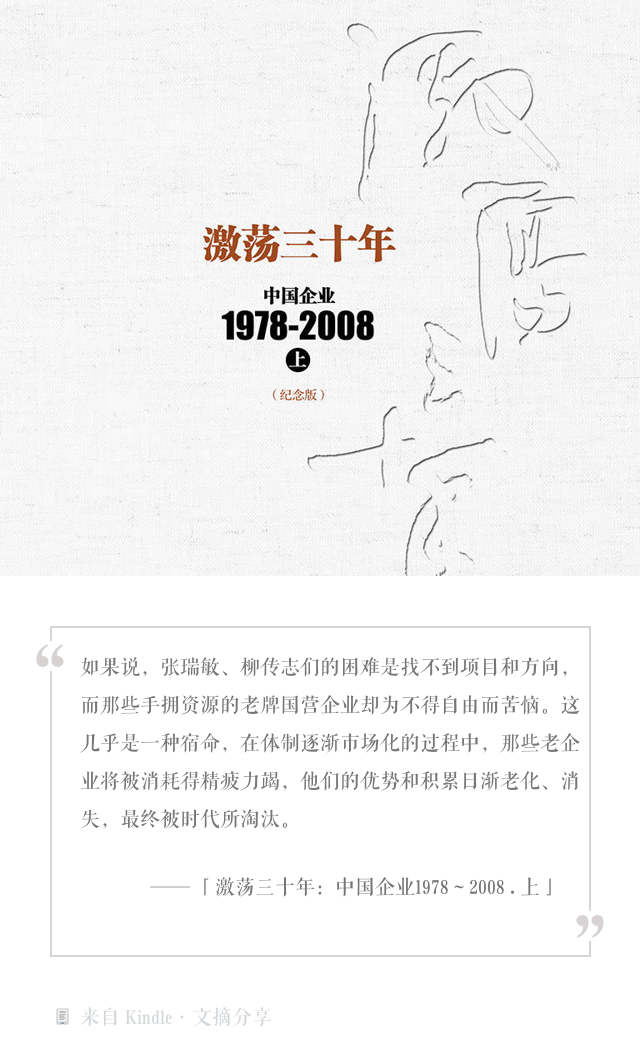 激荡三十年
中国企业
1978-2008
上
（纪念版）
“
如果说，张瑞敏、柳传志们的困难是找不到项目和方向，
而那些手拥资源的老牌国营企业却为不得自由而苦恼。这
几乎是一种宿命，在体制逐渐市场化的过程中，那些老企
业将被消耗得精疲力竭，他们的优势和积累日渐老化、消
失，最终被时代所淘汰。
——「激荡三十年：中国企业1978～2008．上」
”
来自 Kindle · 文摘分享